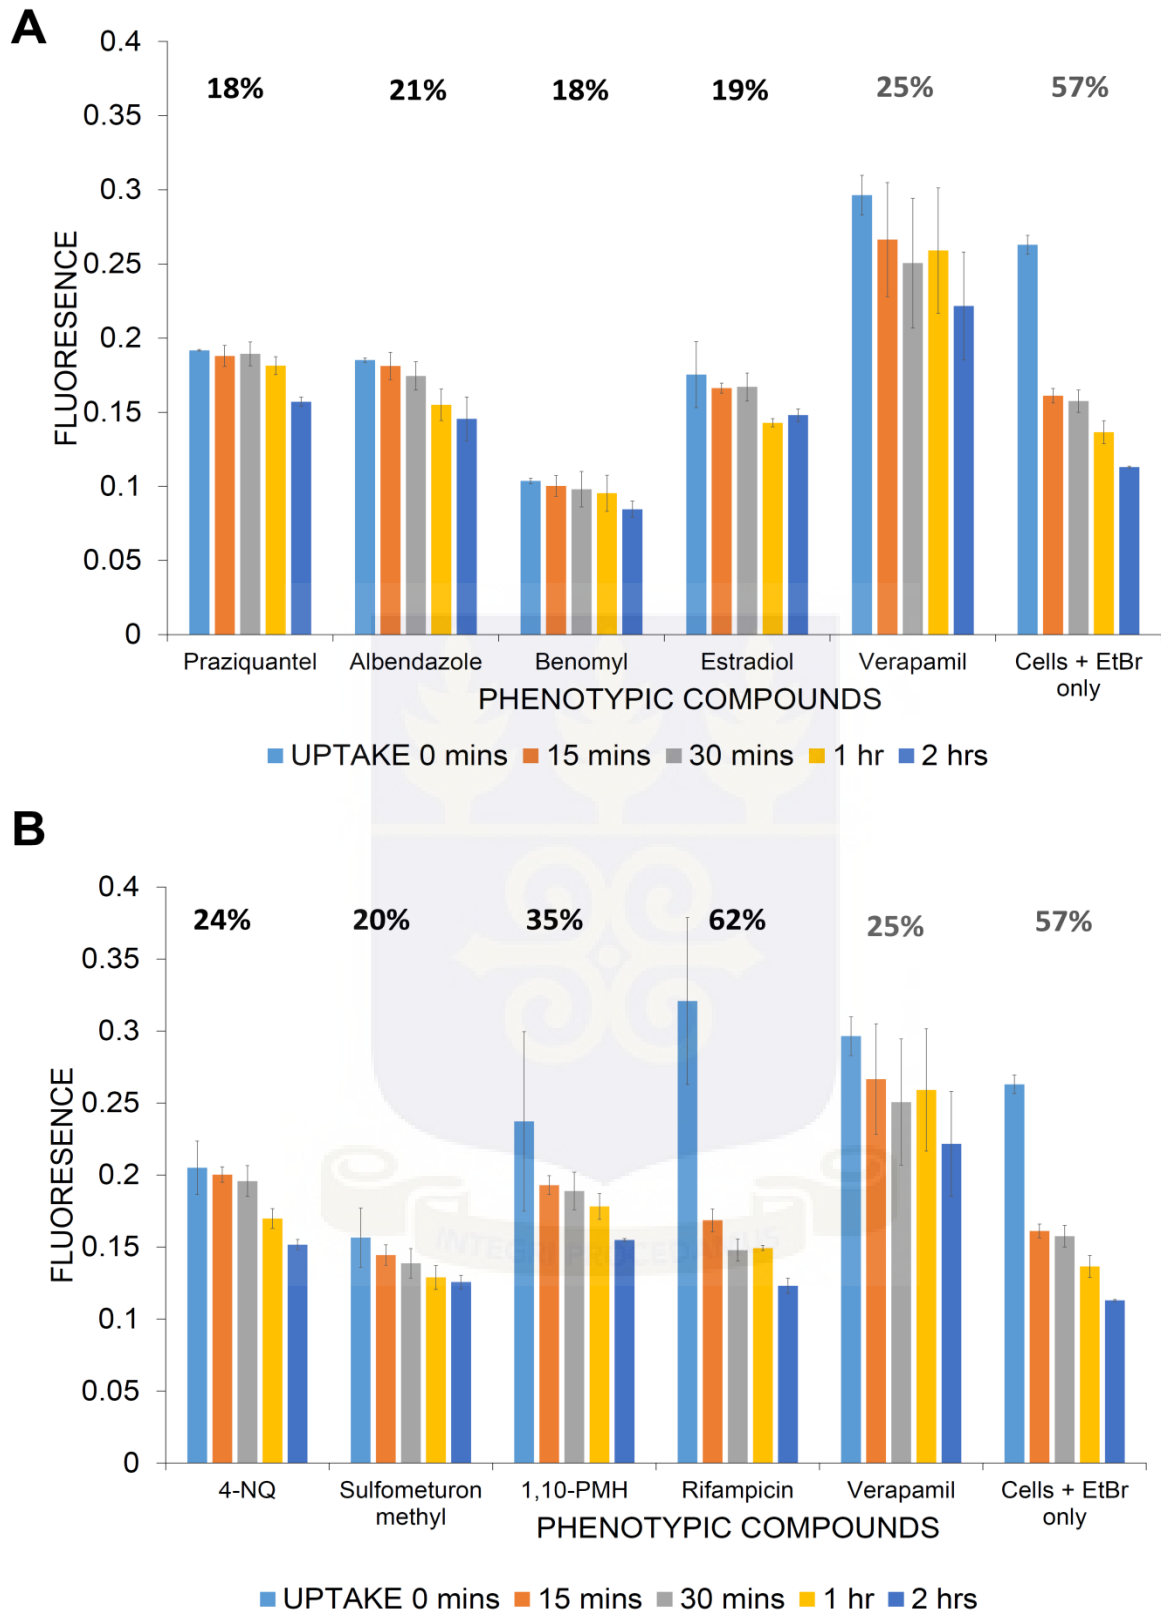 A
0.4
18% 21% 18% 19% 25% 57%
0.35
0.3
0.25
0.2
0.15
0.1
0.05
0
FLUORESENCE
Praziquantel Albendazole Benomyl Estradiol Verapamil Cells + EtBr
only
PHENOTYPIC COMPOUNDS
UPTAKE 0 mins 15 mins 30 mins 1 hr 2 hrs
B
0.4
24% 20% 35% 62% 25% 57%
0.35
0.3
0.25
0.2
0.15
0.1
0.05
0
FLUORESENCE
INTEGRI PROCEDAMUS
4-NQ Sulfometuron 1,10-PMH Rifampicin Verapamil Cells + EtBr
methyl only
PHENOTYPIC COMPOUNDS
UPTAKE 0 mins 15 mins 30 mins 1 hr 2 hrs